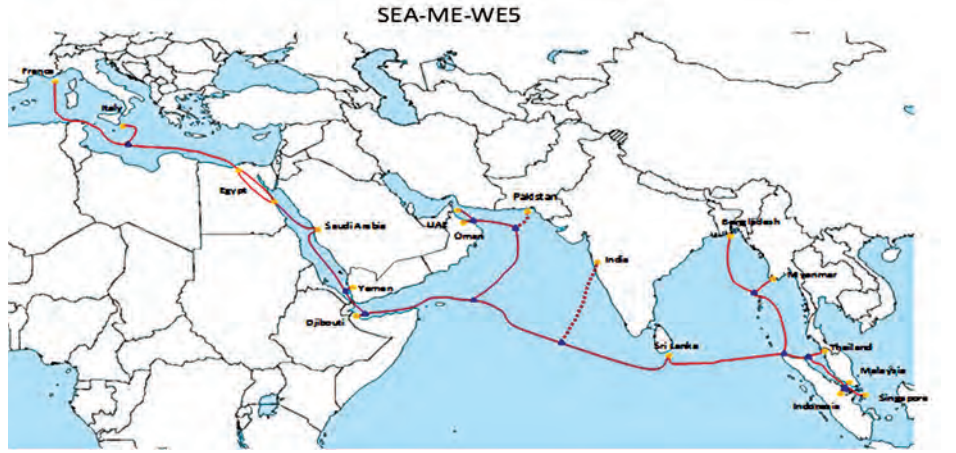 SEA-ME-WE5
France
Italy
Egypt
Saudi Arabia
UAE
Oman
Pakistan
India
Bangladesh
Myanmar
Yemen
Djibouti
Sri Lanka
Thailand
Malaysia
Indonesia
Singapore